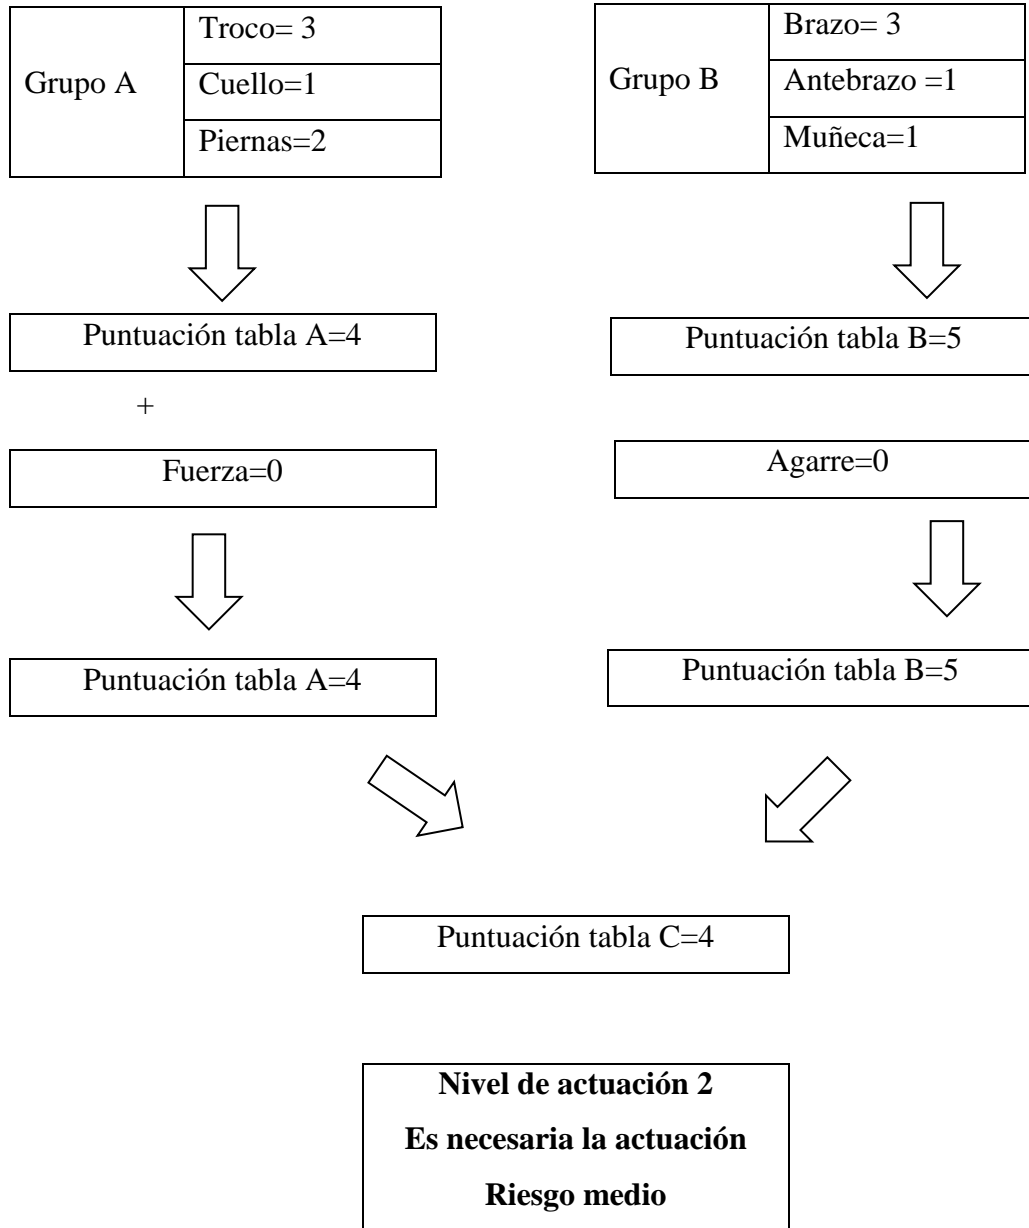 Grupo A
Troco= 3
Cuello=1
Piernas=2
Grupo B
Brazo= 3
Antebrazo =1
Muñeca=1
Puntuación tabla A=4
Puntuación tabla B=5
+
Fuerza=0
Agarre=0
Puntuación tabla A=4
Puntuación tabla B=5
Puntuación tabla C=4
Nivel de actuación 2
Es necesaria la actuación
Riesgo medio